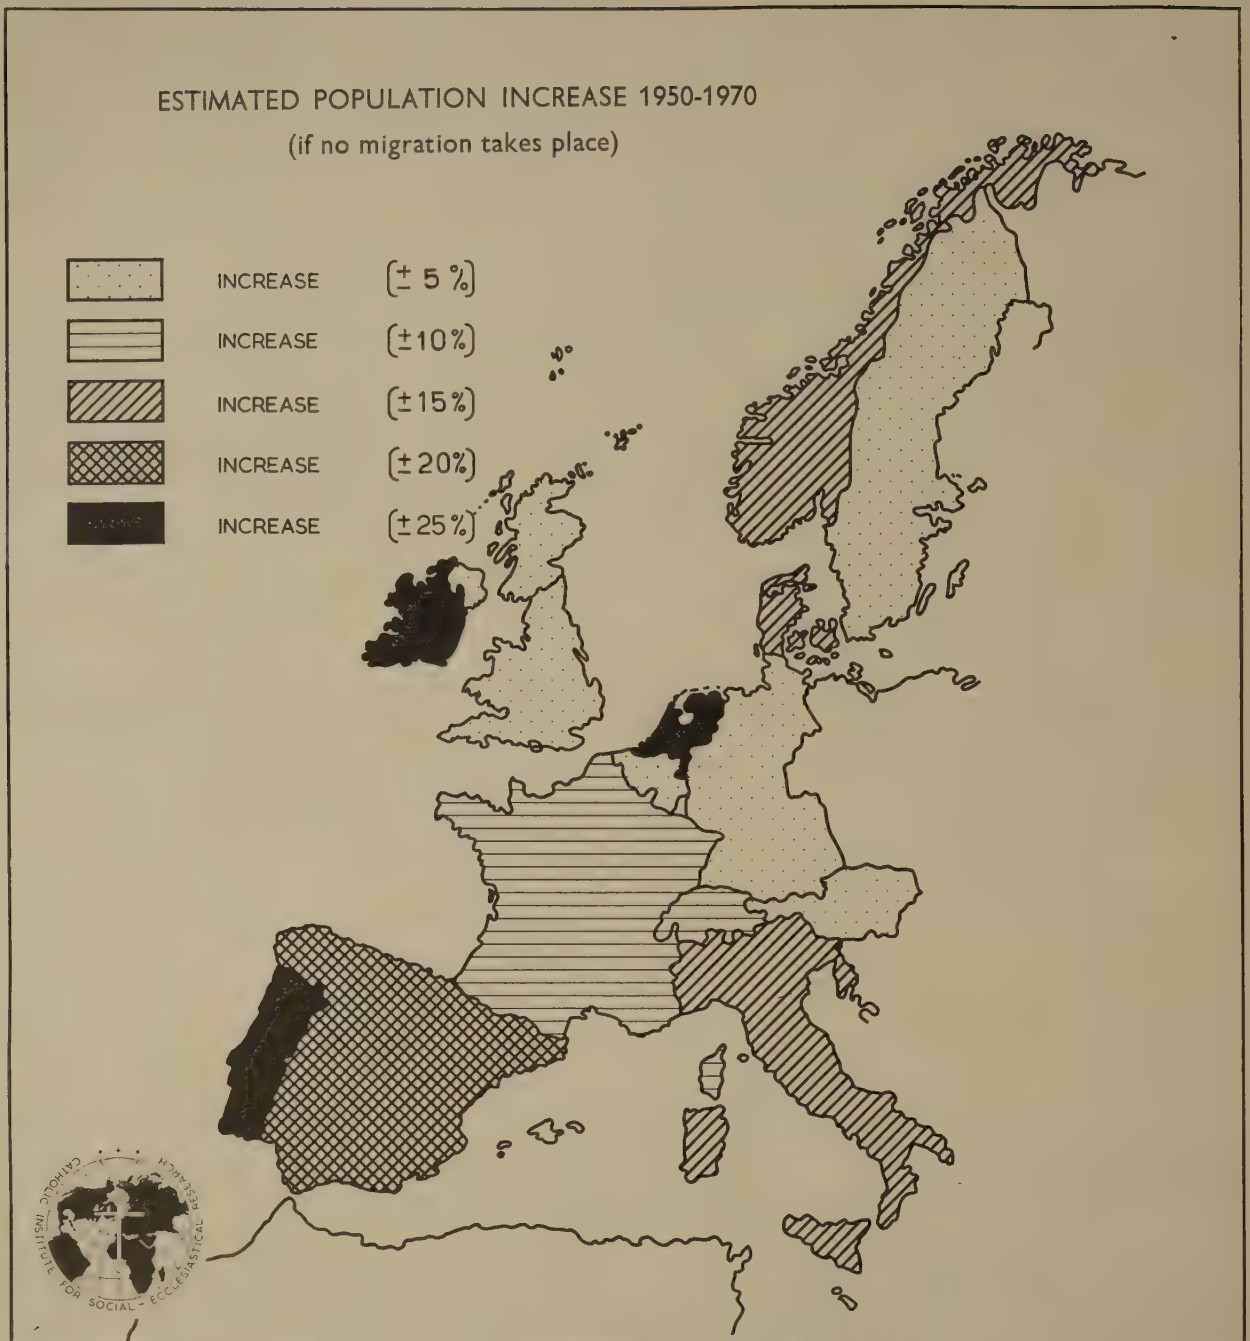 ESTIMATED POPULATION INCREASE 1950-1970
(if no migration takes place)
INCREASE (± 5 %)
INCREASE (±10%)
INCREASE (±15%)
INCREASE (±20%)
INCREASE (±25%)
CATHOLIC INSTITUTE FOR SOCIAL - ECCLESIASTICAL RESEARCH